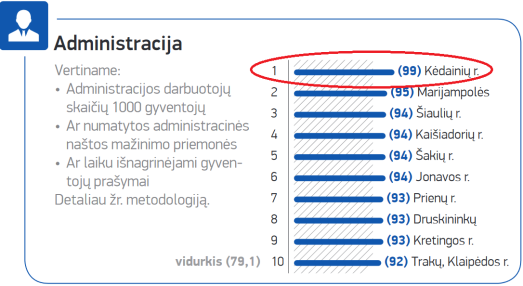 Administracija
Vertiname:
• Administracijos darbuotojų
skaičių 1000 gyventojų
• Ar numatytos administracinės
naštos mažinimo priemonės
• Ar laiku išnagrinėjami gyven-
tojų prašymai
Detaliau žr. metodologiją.
1 (99) Kėdainių r.
2 (95) Marijampolės
3 (94) Šiaulių r.
4 (94) Kaišiadorių r.
5 (94) Šakių r.
6 (94) Jonavos r.
7 (93) Prienų r.
8 (93) Druskininkų
9 (93) Kretingos r.
vidurkis (79,1) 10 (92) Trakų, Klaipėdos r.